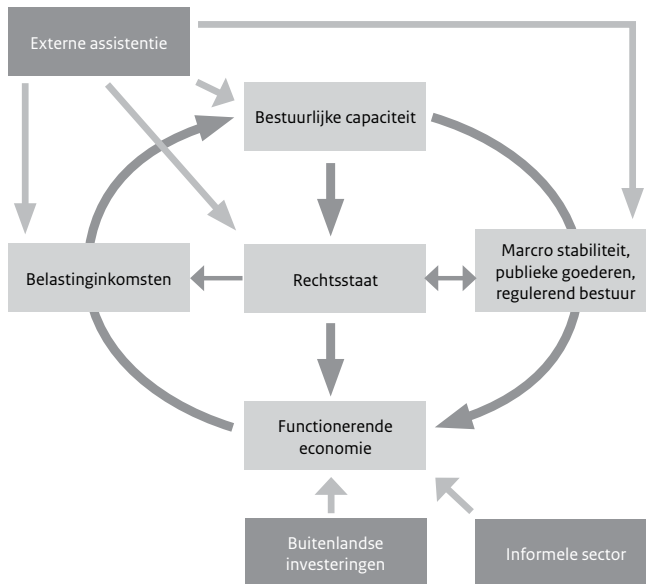 Externe assistentie
Bestuurlijke capaciteit
Belastinginkomsten
Rechtsstaat
Marcro stabiliteit,
publieke goederen,
regulerend bestuur
Functionerende
economie
Buitenlandse
investeringen
Informele sector